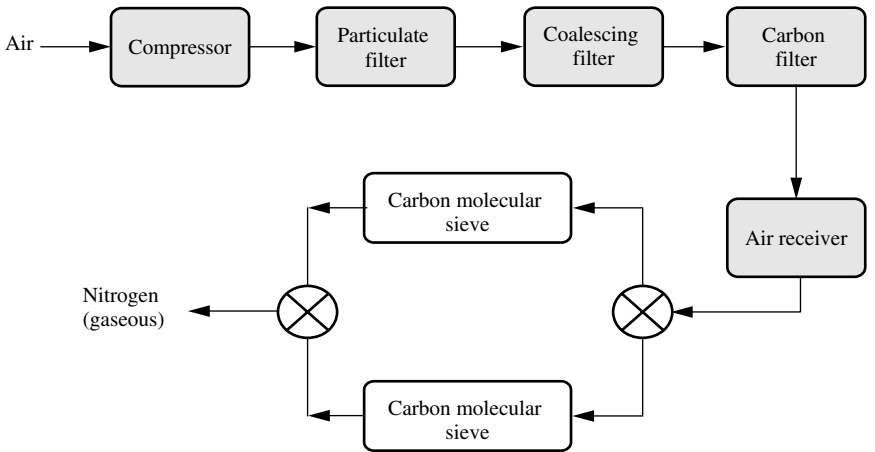 Air
Compressor
Particulate
filter
Coalescing
filter
Carbon
filter
Air receiver
Carbon molecular
sieve
Nitrogen
(gaseous)
Carbon molecular
sieve